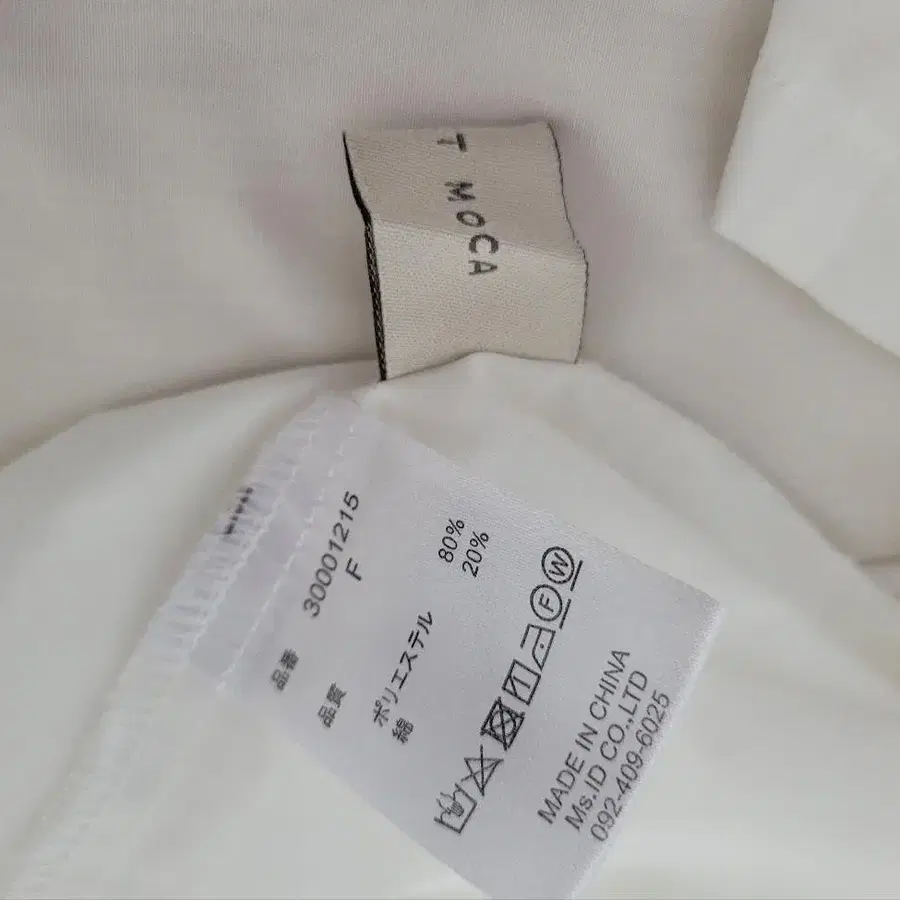 T MOCA
品番 30001215
F
品質
ポリエステル 80%
綿 20%
F W
MADE IN CHINA
Ms.ID CO.,LTD
092-409-6025